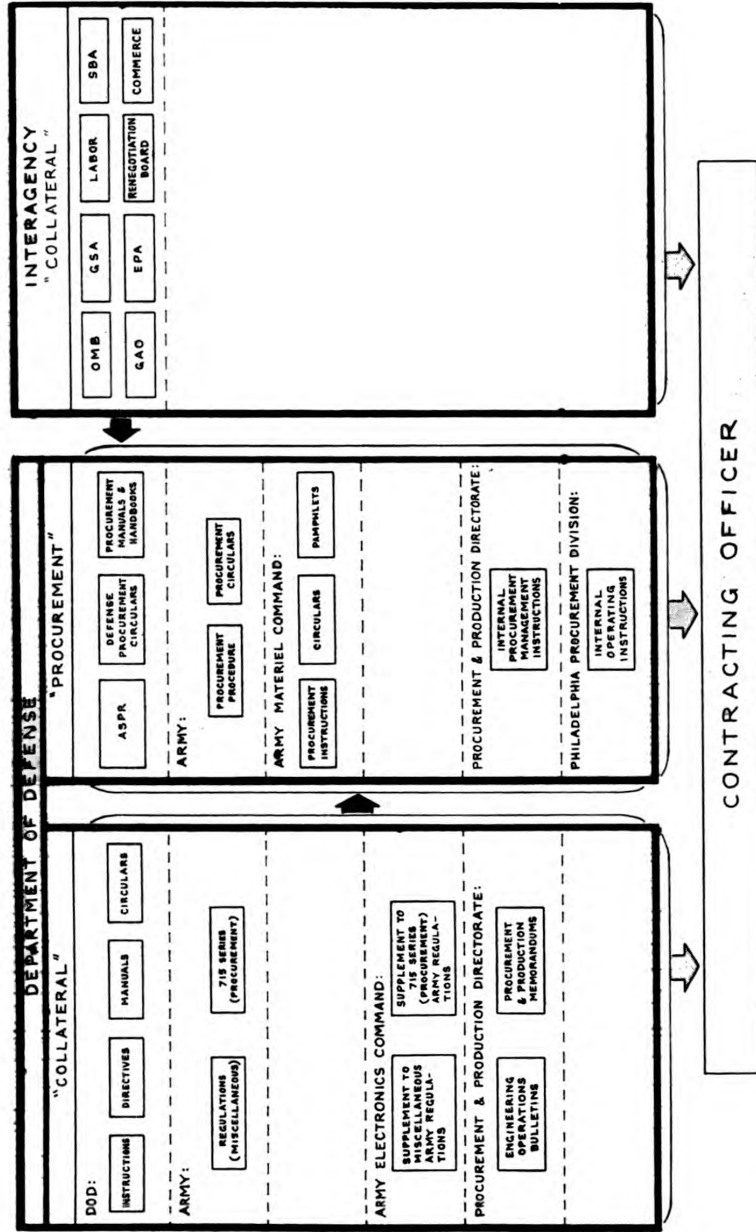 DEPARTMENT OF DEFENSE
"COLLATERAL"
DOD:
INSTRUCTIONS
DIRECTIVES
MANUALS
CIRCULARS
ARMY:
REGULATIONS
(MISCELLANEOUS)
715 SERIES
(PROCUREMENT)
ARMY ELECTRONICS COMMAND:
SUPPLEMENT TO
MISCELLANEOUS
ARMY REGULA-
TIONS
SUPPLEMENT TO
715 SERIES
(PROCUREMENT)
ARMY REGULA-
TIONS
PROCUREMENT & PRODUCTION DIRECTORATE:
ENGINEERING
OPERATIONS
BULLETINS
PROCUREMENT
& PRODUCTION
MEMORANDUMS
"PROCUREMENT"
ASPR
DEFENSE
PROCUREMENT
CIRCULARS
PROCUREMENT
MANUALS &
HANDBOOKS
ARMY:
PROCUREMENT
PROCEDURE
PROCUREMENT
CIRCULARS
ARMY MATERIEL COMMAND:
PROCUREMENT
INSTRUCTIONS
CIRCULARS
PAMPHLETS
PROCUREMENT & PRODUCTION DIRECTORATE:
INTERNAL
PROCUREMENT
MANAGEMENT
INSTRUCTIONS
PHILADELPHIA PROCUREMENT DIVISION:
INTERNAL
OPERATING
INSTRUCTIONS
INTERAGENCY
"COLLATERAL"
OMB
GSA
LABOR
SBA
GAO
EPA
RENEGOTIATION
BOARD
COMMERCE
CONTRACTING OFFICER